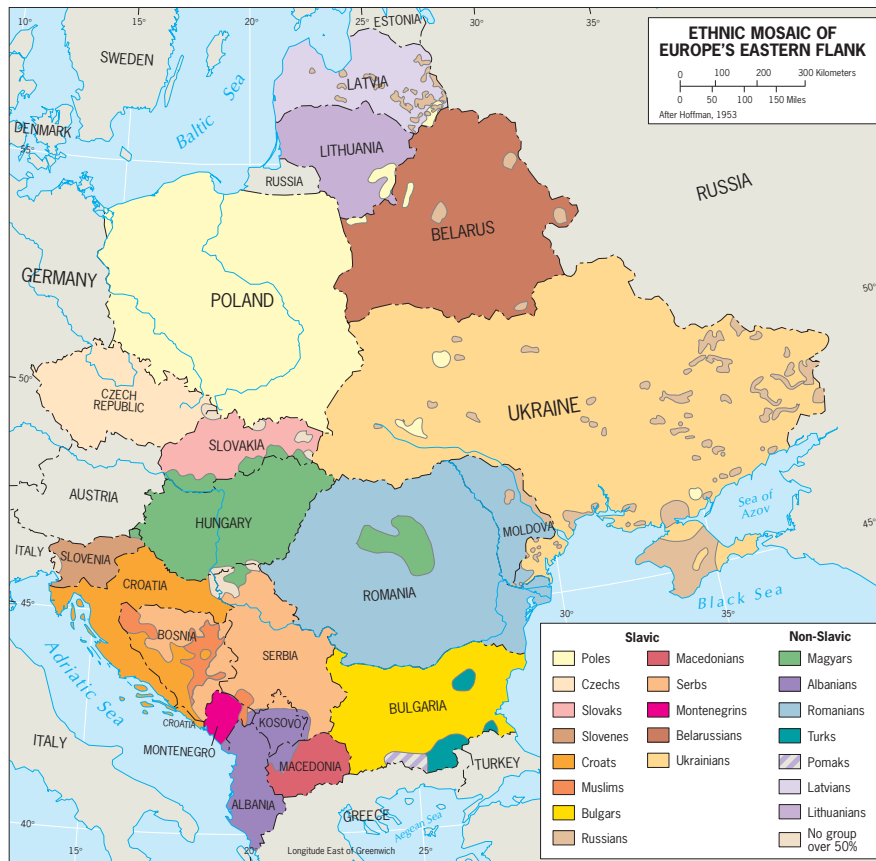 10°
15°
20°
25°
ESTONIA
30°
35°
ETHNIC MOSAIC OF
EUROPE'S EASTERN FLANK
0 100 200 300 Kilometers
0 50 100 150 Miles
After Hoffman, 1953
SWEDEN
LATVIA
Baltic Sea
DENMARK
55°
LITHUANIA
RUSSIA
RUSSIA
BELARUS
GERMANY
50°
POLAND
50°
CZECH
REPUBLIC
UKRAINE
SLOVAKIA
AUSTRIA
Sea of
Azov
HUNGARY
MOLDOVA
45°
ITALY
SLOVENIA
CROATIA
ROMANIA
Black Sea
45°
30°
35°
BOSNIA
SERBIA
Adriatic Sea
BULGARIA
KOSOVO
CROATIA
MONTENEGRO
ITALY
MACEDONIA
TURKEY
ALBANIA
GREECE
Aegean Sea
40°
15°
20°
Longitude East of Greenwich
25°
Slavic
Poles
Czechs
Slovaks
Slovenes
Croats
Muslims
Bulgars
Russians
Macedonians
Serbs
Montenegrins
Belarussians
Ukrainians
Non-Slavic
Magyars
Albanians
Romanians
Turks
Pomaks
Latvians
Lithuanians
No group
over 50%